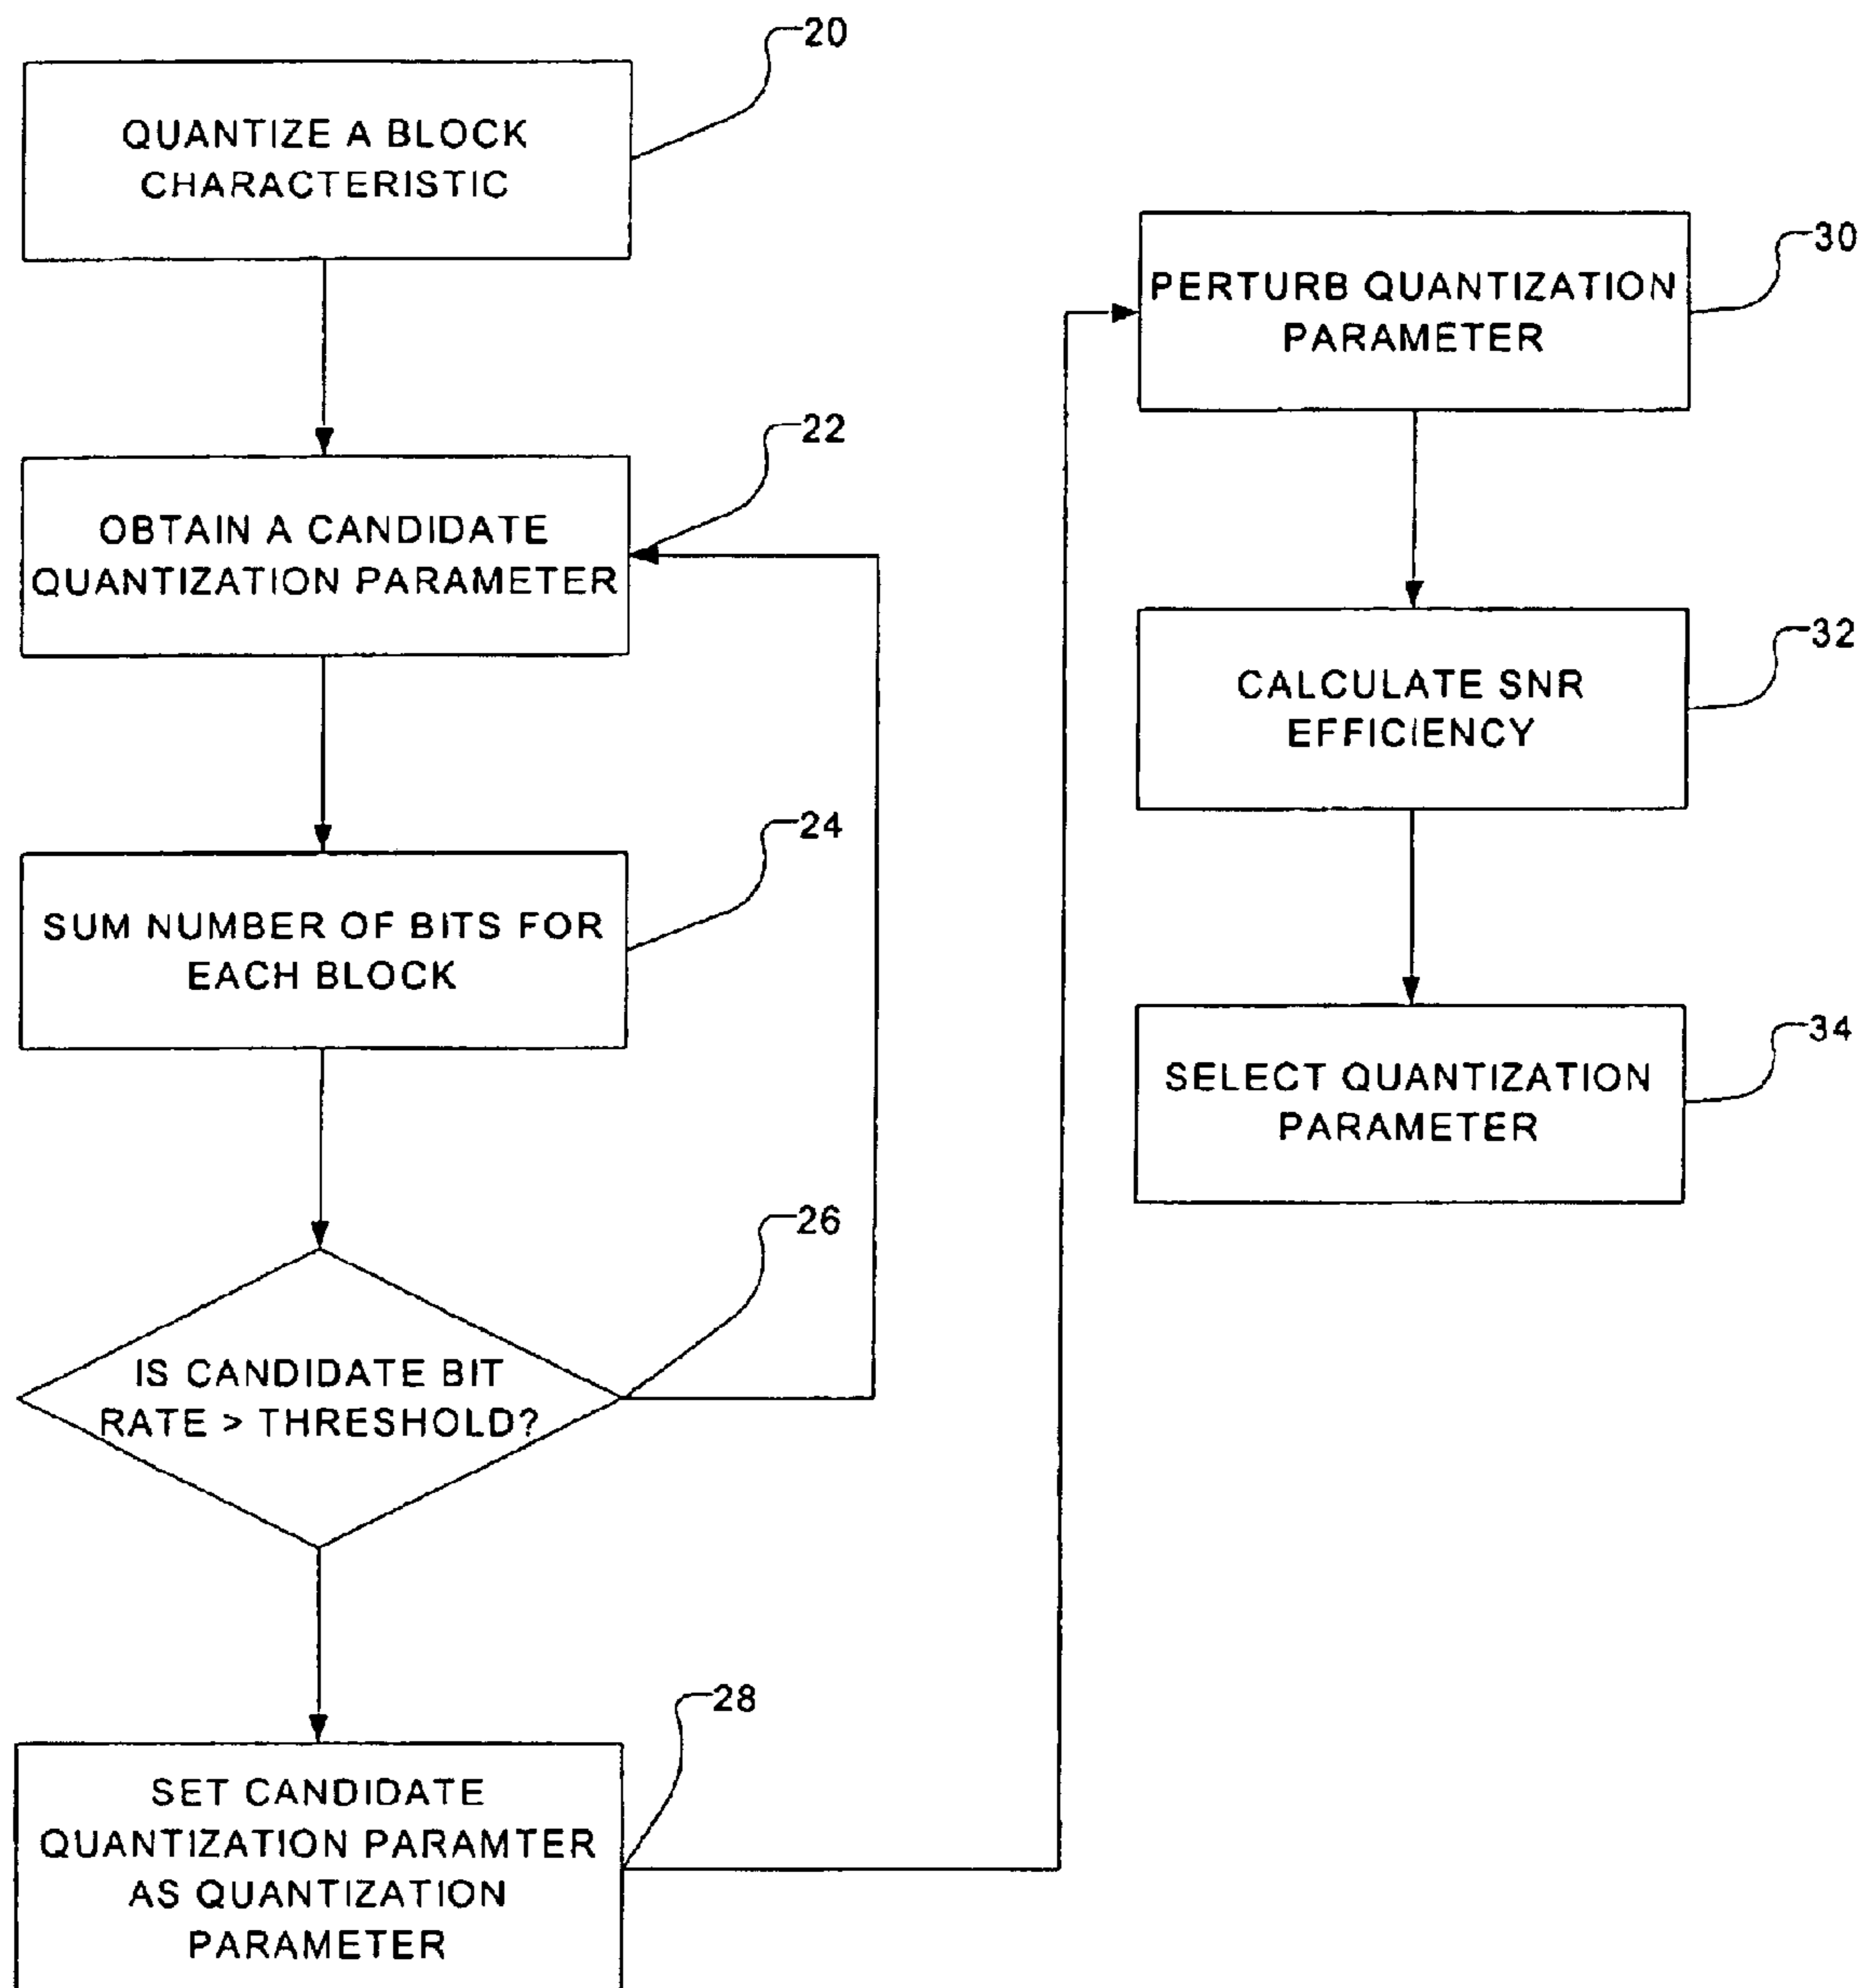 20
QUANTIZE A BLOCK
CHARACTERISTIC
22
OBTAIN A CANDIDATE
QUANTIZATION PARAMETER
24
SUM NUMBER OF BITS FOR
EACH BLOCK
26
IS CANDIDATE BIT
RATE > THRESHOLD?
28
SET CANDIDATE
QUANTIZATION PARAMTER
AS QUANTIZATION
PARAMETER
30
PERTURB QUANTIZATION
PARAMETER
32
CALCULATE SNR
EFFICIENCY
34
SELECT QUANTIZATION
PARAMETER